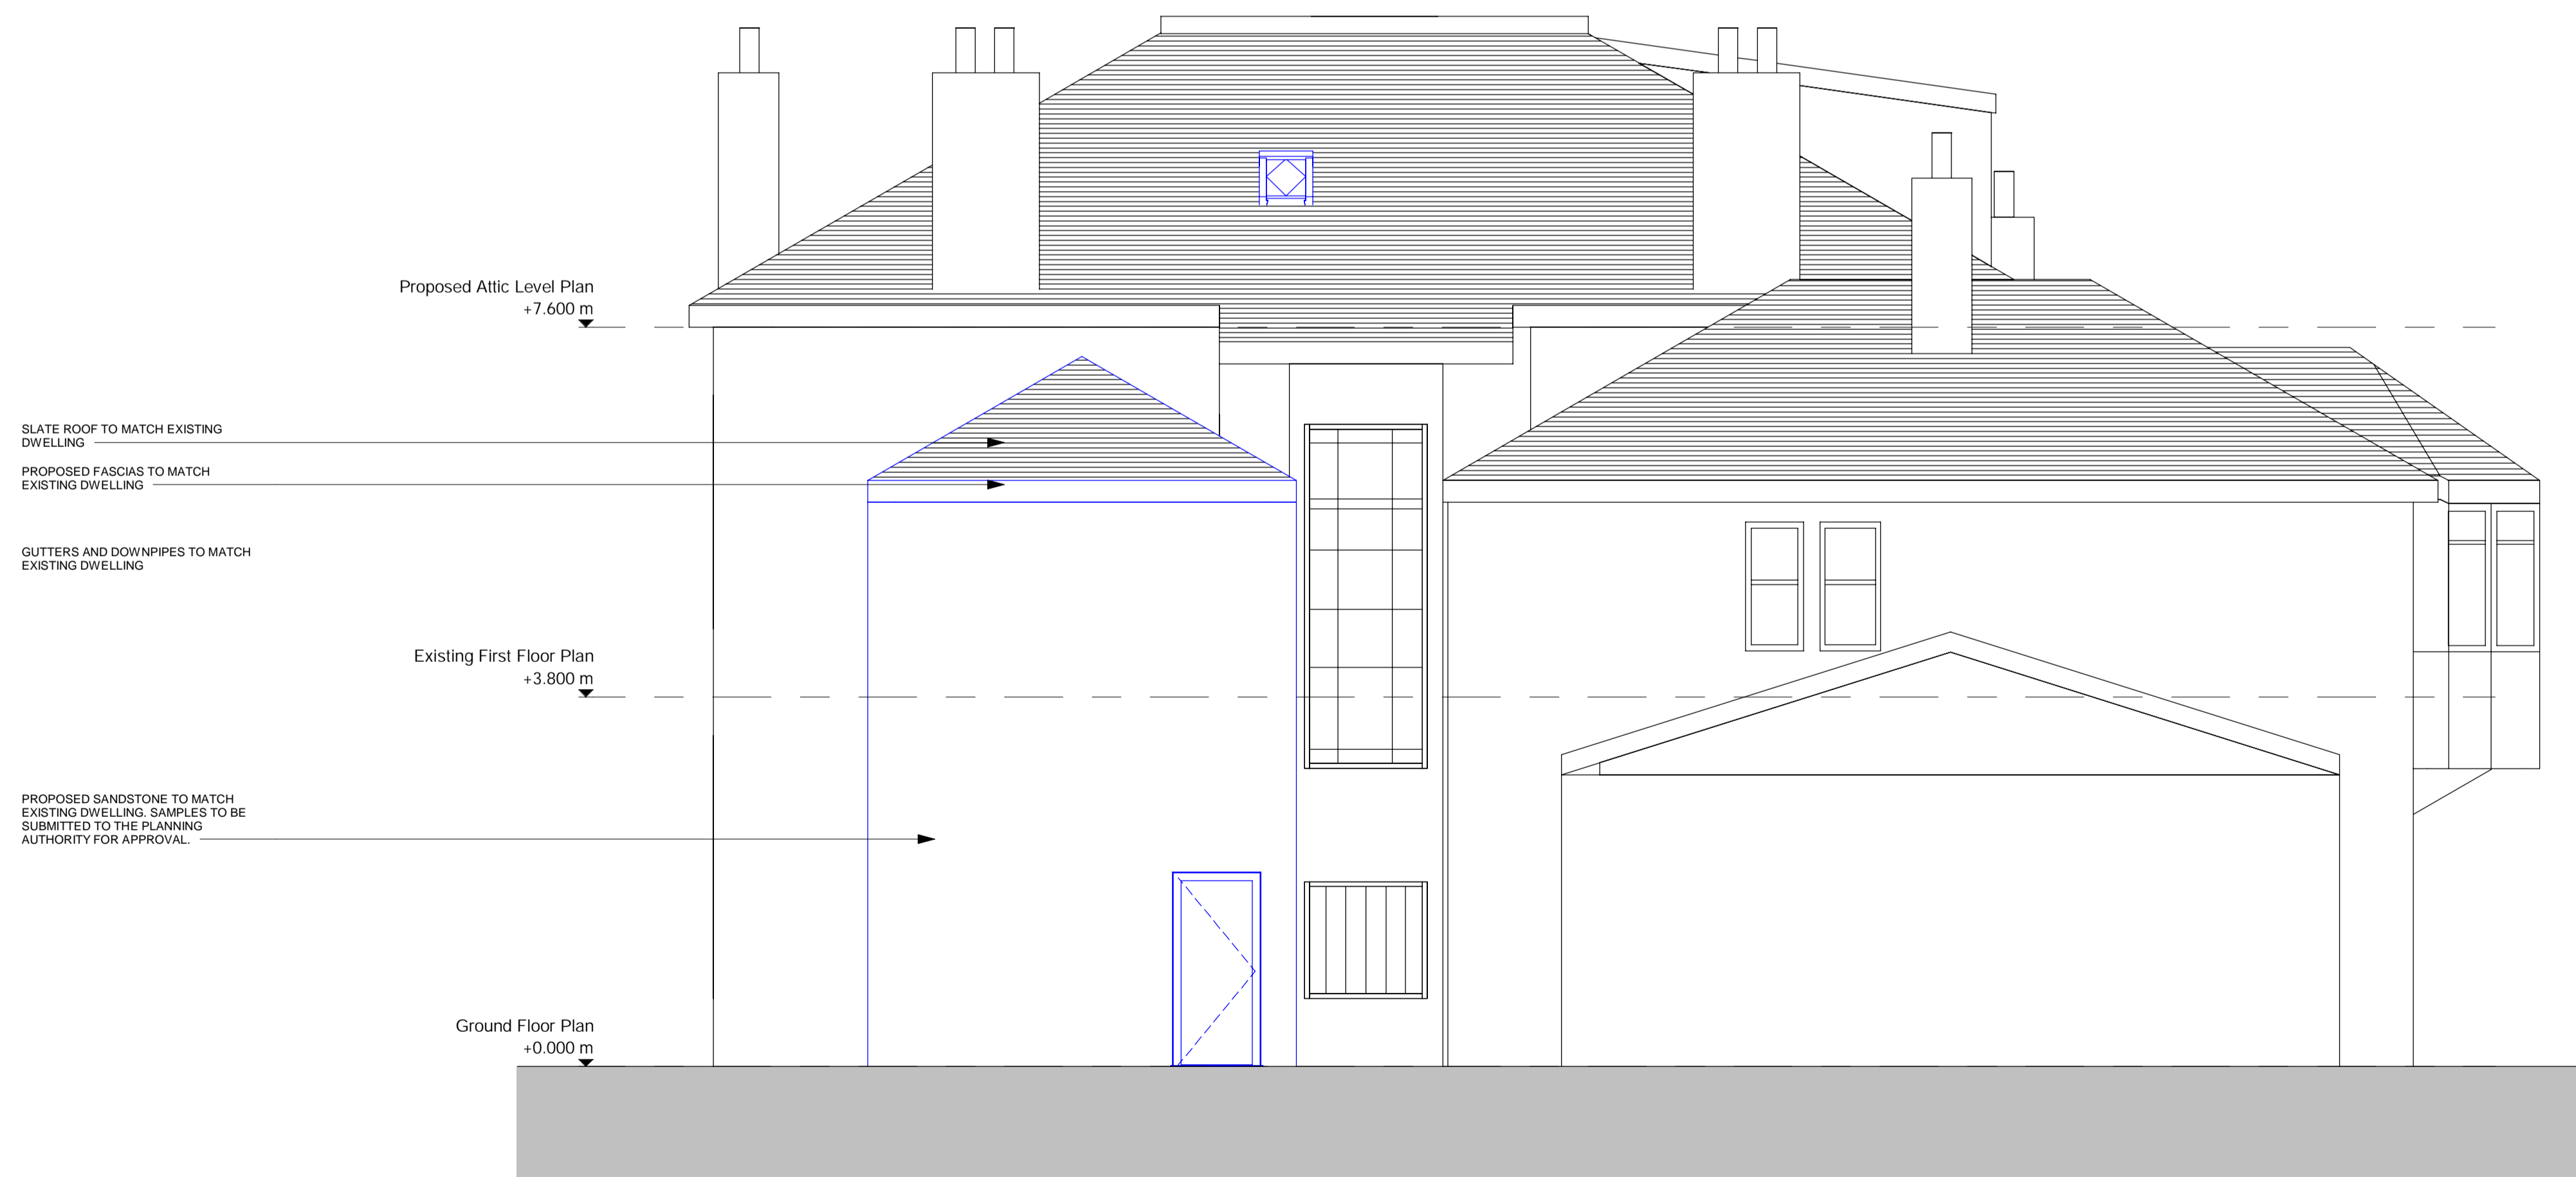 Proposed Attic Level Plan
+7.600 m
SLATE ROOF TO MATCH EXISTING
DWELLING
PROPOSED FASCIAS TO MATCH
EXISTING DWELLING
GUTTERS AND DOWNPIPES TO MATCH
EXISTING DWELLING
Existing First Floor Plan
+3.800 m
PROPOSED SANDSTONE TO MATCH
EXISTING DWELLING. SAMPLES TO BE
SUBMITTED TO THE PLANNING
AUTHORITY FOR APPROVAL.
Ground Floor Plan
+0.000 m